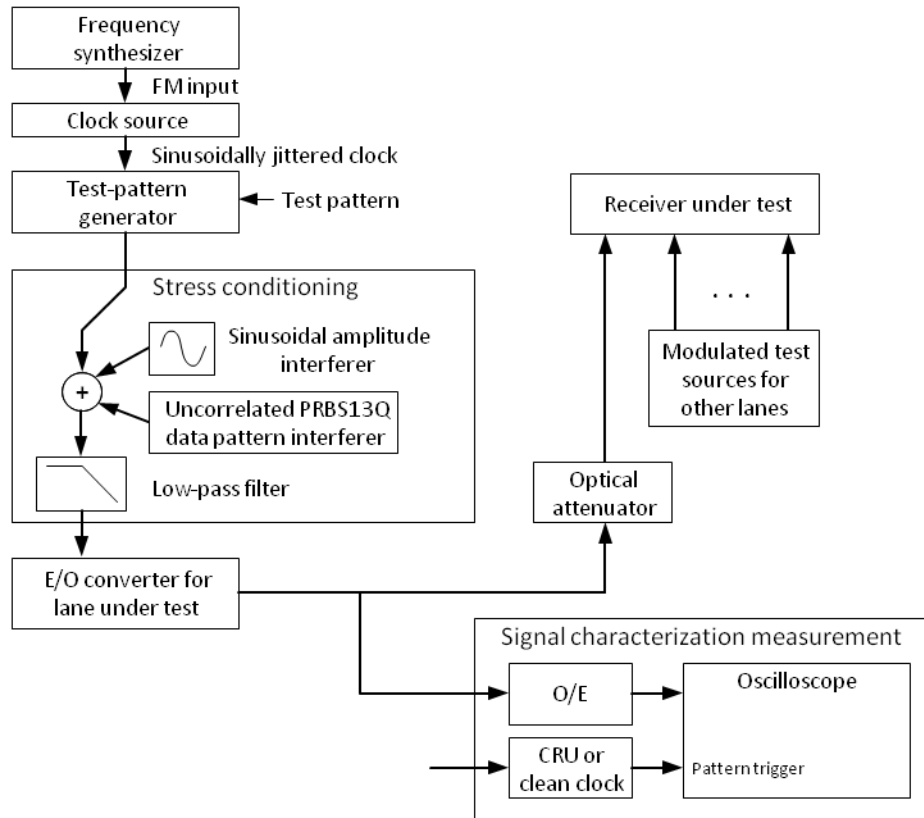 Frequency
synthesizer
FM input
Clock source
Sinusoidally jittered clock
Test-pattern
generator
Test pattern
Stress conditioning
Sinusoidal amplitude
interferer
+
Uncorrelated PRBS13Q
data pattern interferer
Low-pass filter
E/O converter for
lane under test
Receiver under test
. . .
Modulated test
sources for
other lanes
Optical
attenuator
Signal characterization measurement
O/E
Oscilloscope
CRU or
clean clock
Pattern trigger